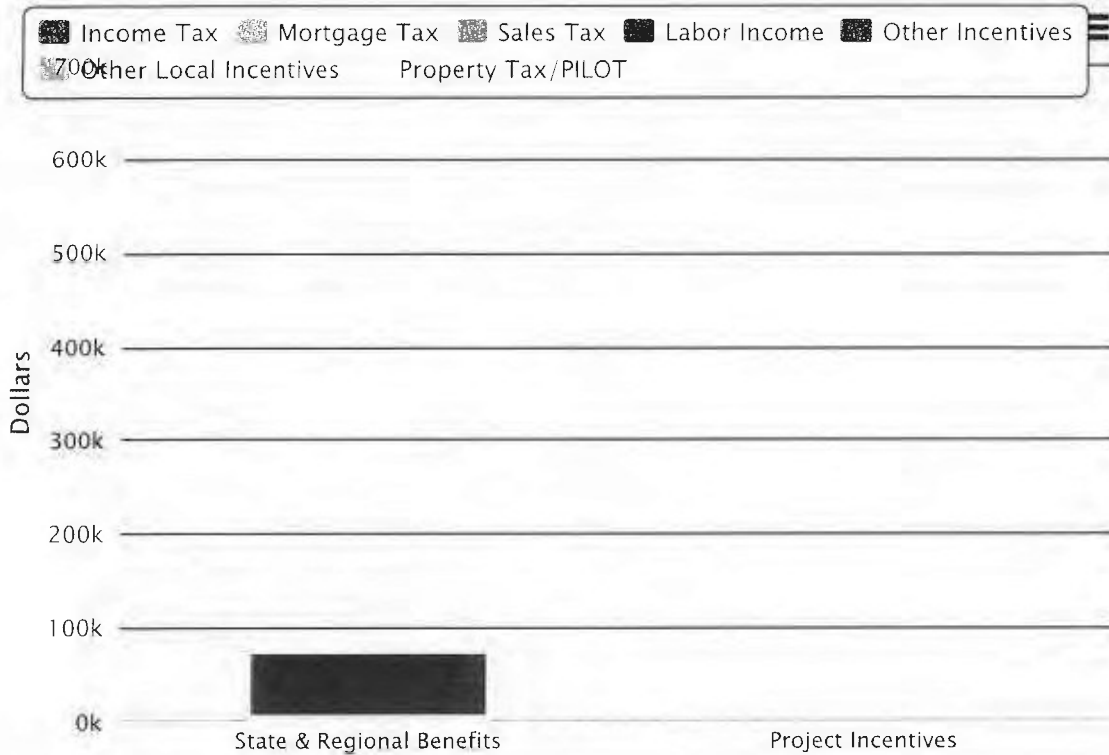 Income Tax Mortgage Tax Sales Tax Labor Income Other Incentives
Other Local Incentives Property Tax/PILOT
700k
600k
500k
400k
300k
200k
100k
0k
Dollars
State & Regional Benefits Project Incentives